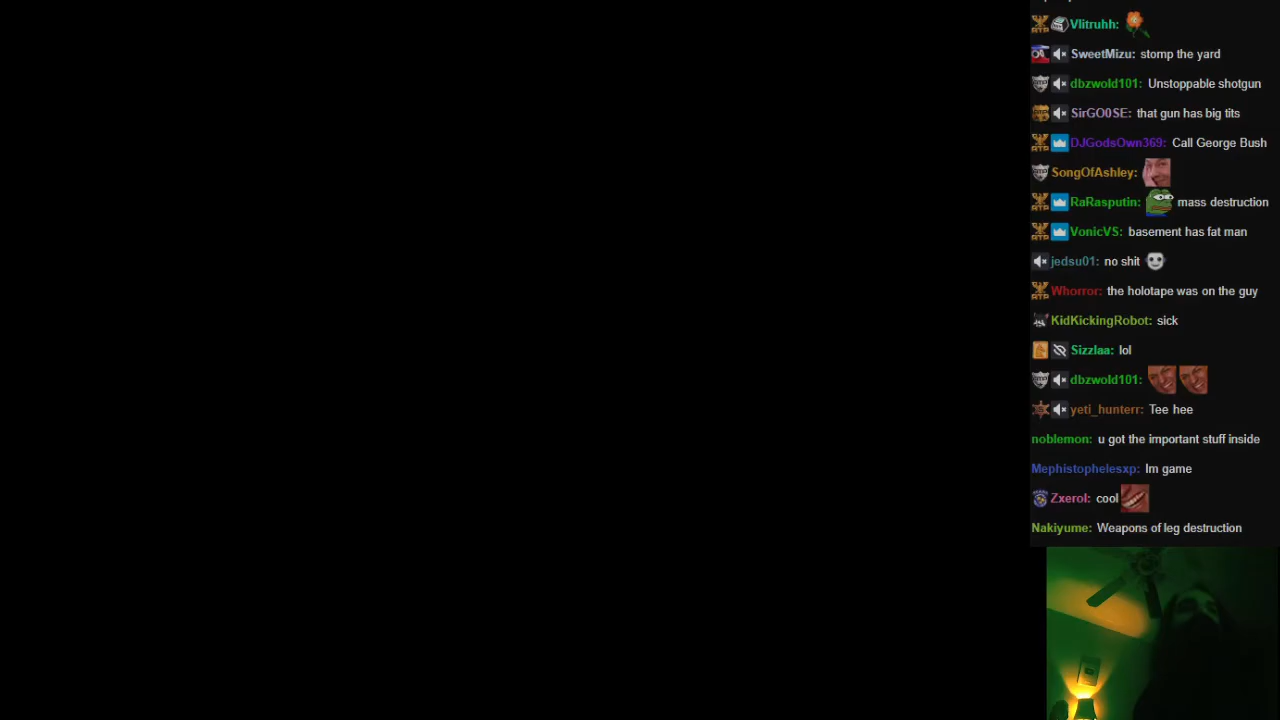 Vlitruhh:
SweetMizu: stomp the yard
dbzwold101: Unstoppable shotgun
SirGO0SE: that gun has big tits
DJGodsOwn369: Call George Bush
SongOfAshley:
RaRasputin: mass destruction
VonicVS: basement has fat man
jedsu01: no shit
Whorror: the holotape was on the guy
KidKickingRobot: sick
Sizzlaa: lol
dbzwold101:
yeti_hunterr: Tee hee
noblemon: u got the important stuff inside
Mephistophelesxp: Im game
Zxerol: cool
Nakiyume: Weapons of leg destruction